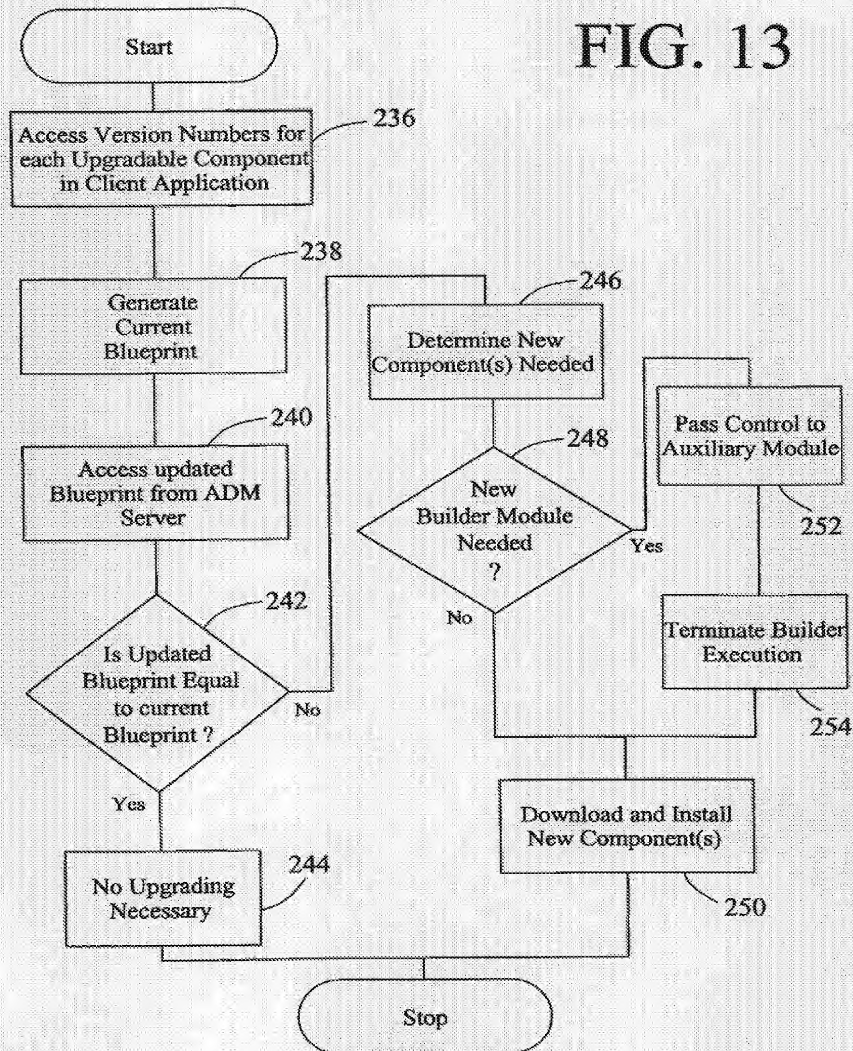 FIG. 13
Start
Access Version Numbers for
each Upgradable Component
in Client Application
236
Generate
Current
Blueprint
238
Access updated
Blueprint from ADM
Server
240
Is Updated
Blueprint Equal
to current
Blueprint ?
242
No
Yes
No Upgrading
Necessary
244
Determine New
Component(s) Needed
246
New
Builder Module
Needed
?
248
Yes
No
Pass Control to
Auxiliary Module
252
Terminate Builder
Execution
254
Download and Install
New Component(s)
250
Stop